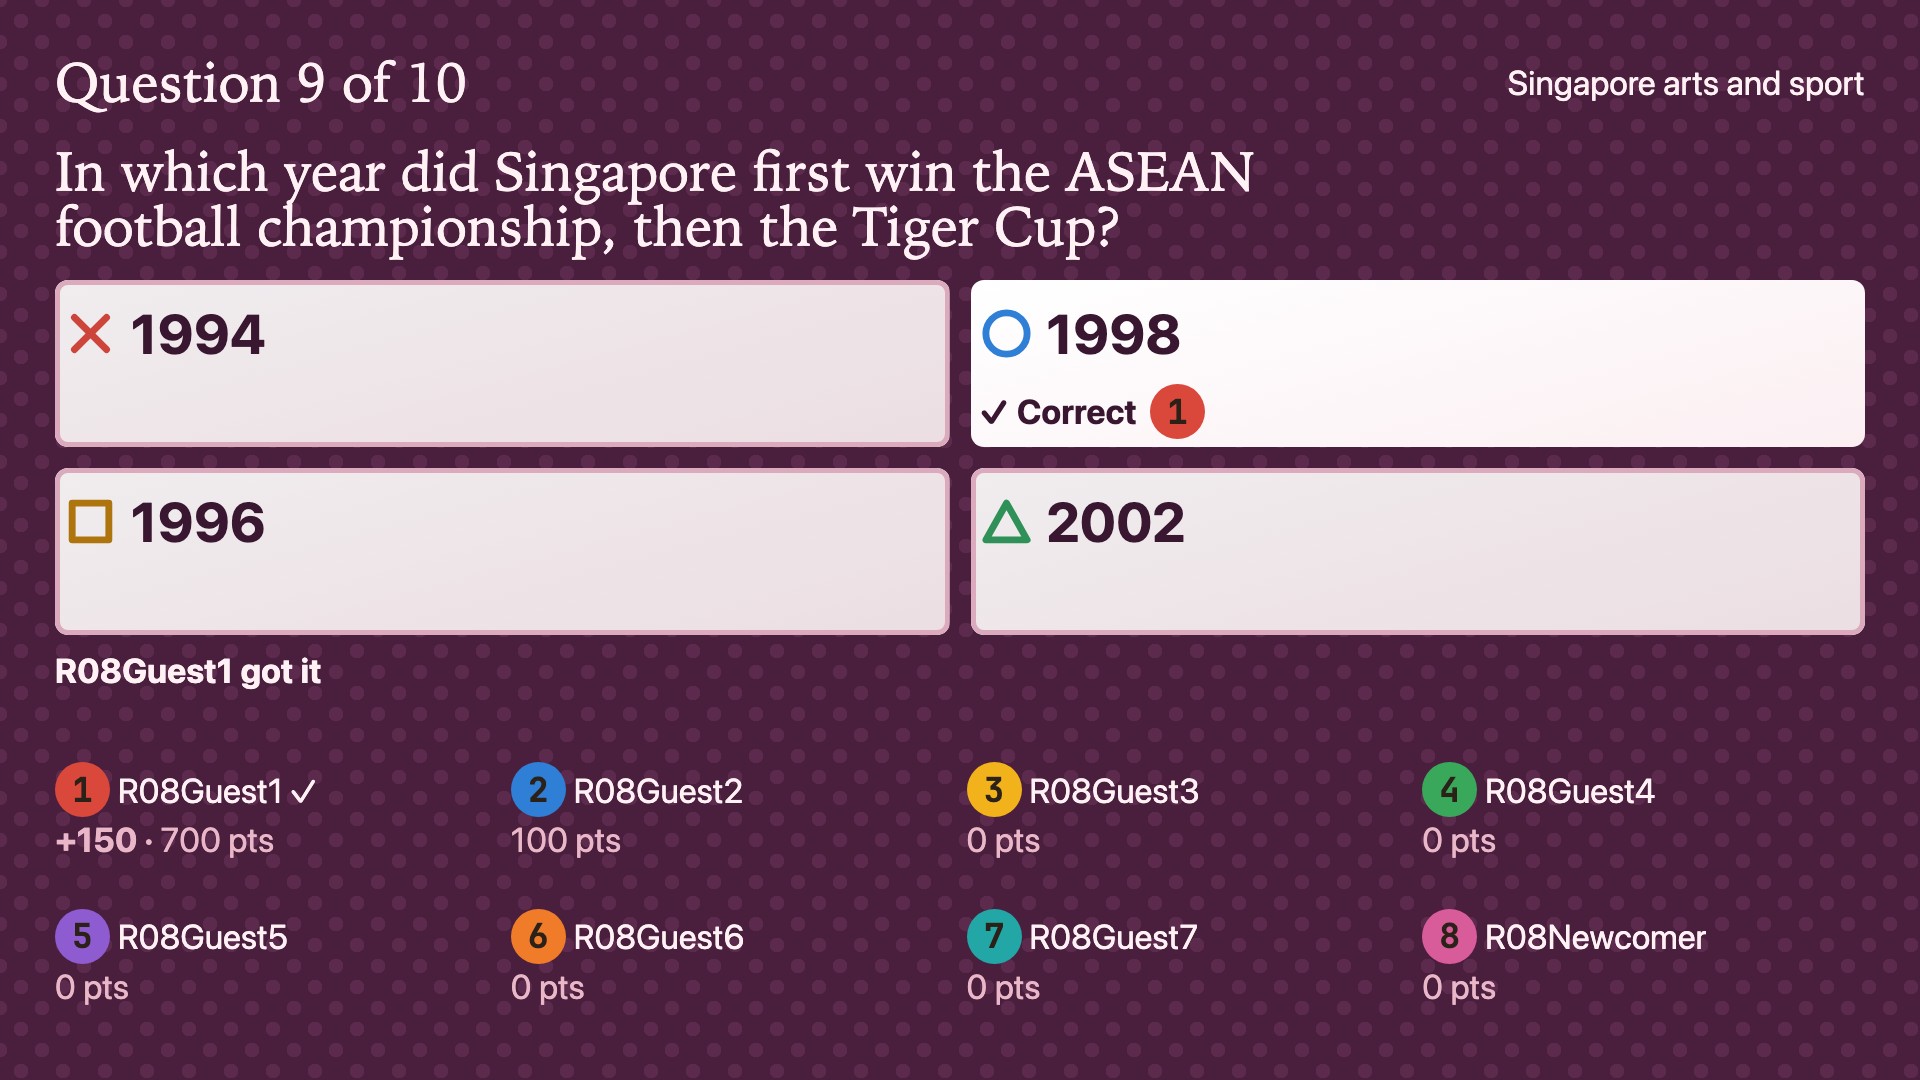 Question 9 of 10
Singapore arts and sport
In which year did Singapore first win the ASEAN
football championship, then the Tiger Cup?
1994
1998
✓ Correct 1
1996
2002
R08Guest1 got it
1 R08Guest1 ✓
+150 · 700 pts
2 R08Guest2
100 pts
3 R08Guest3
0 pts
4 R08Guest4
0 pts
5 R08Guest5
0 pts
6 R08Guest6
0 pts
7 R08Guest7
0 pts
8 R08Newcomer
0 pts